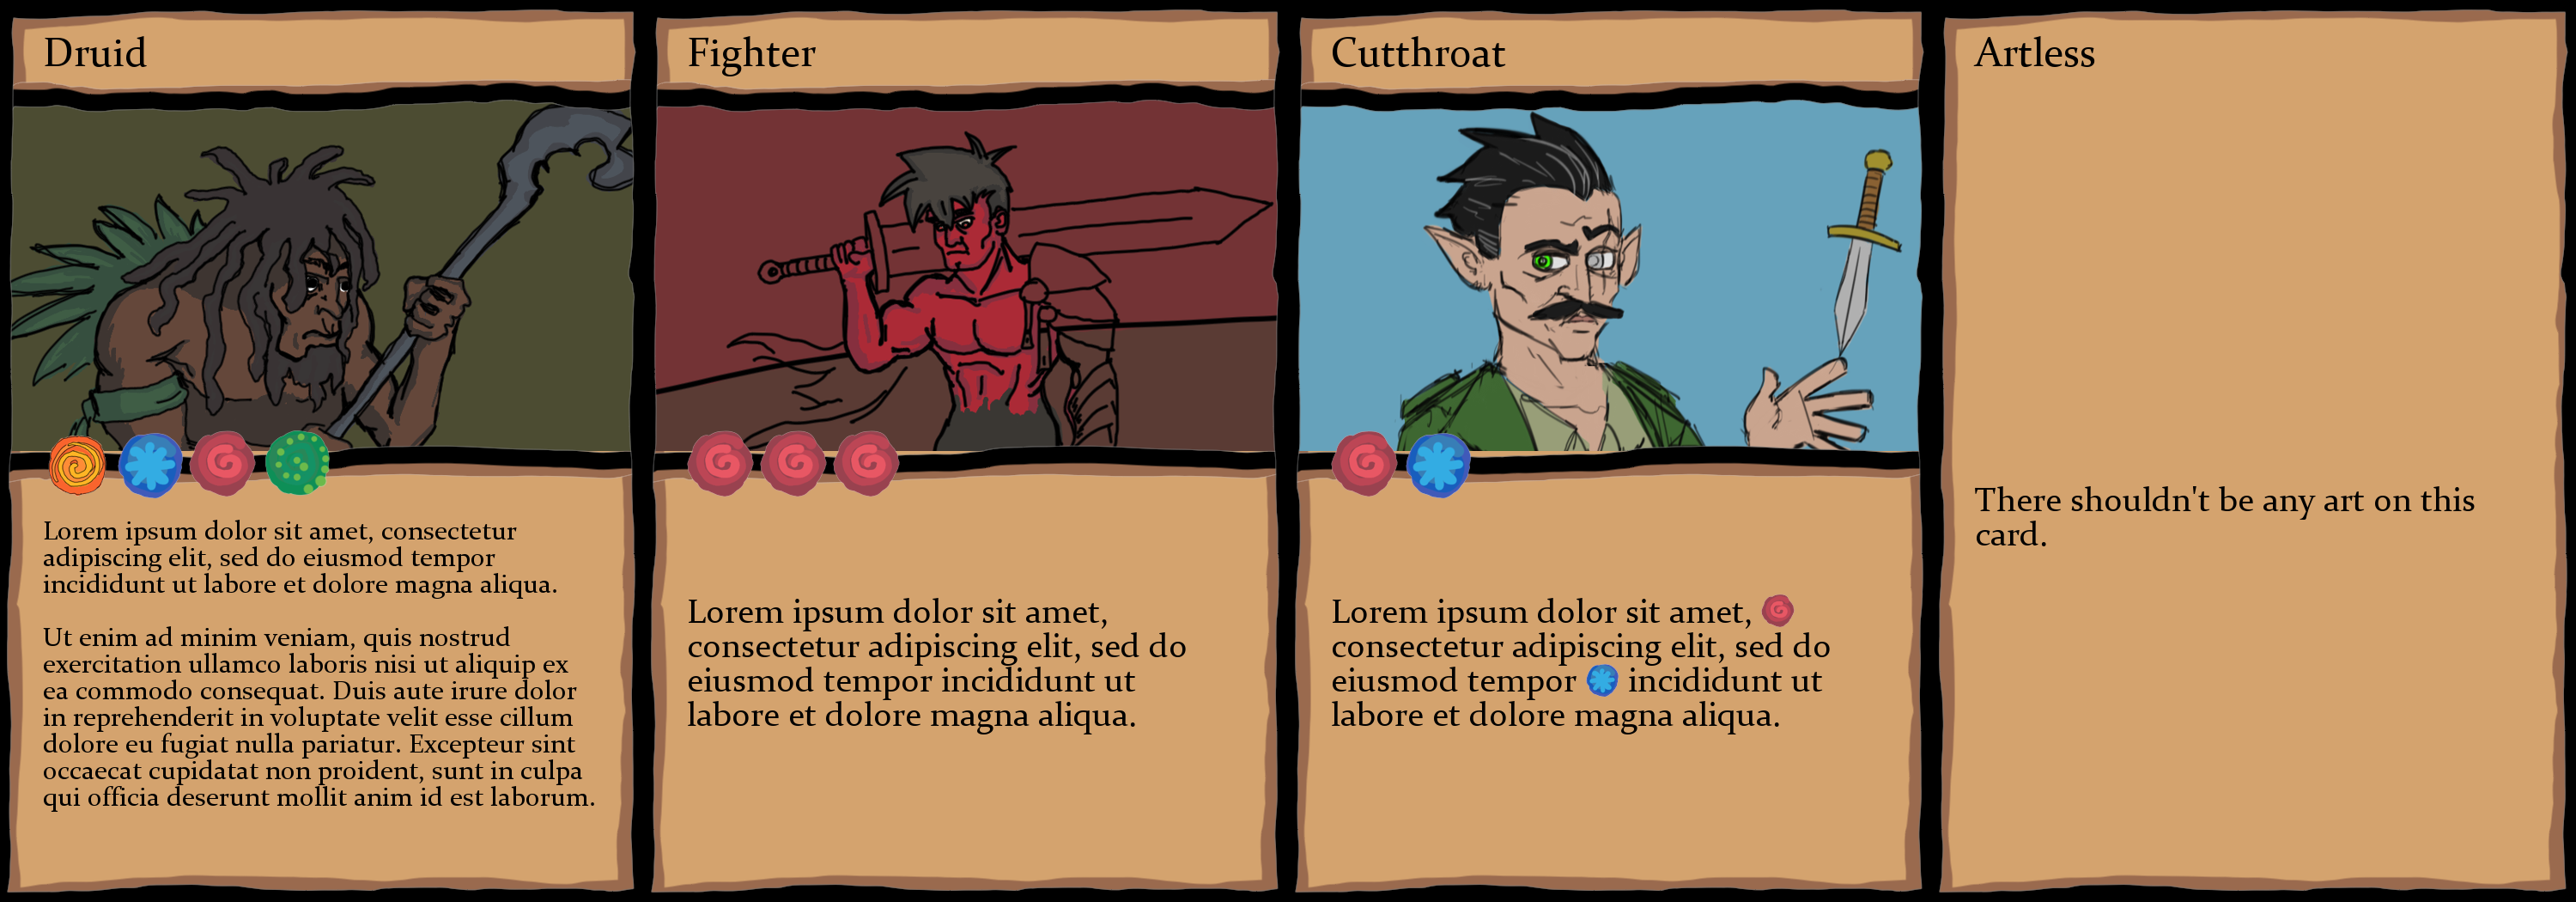 Druid
Lorem ipsum dolor sit amet, consectetur
adipiscing elit, sed do eiusmod tempor
incididunt ut labore et dolore magna aliqua.
Ut enim ad minim veniam, quis nostrud
exercitation ullamco laboris nisi ut aliquip ex
ea commodo consequat. Duis aute irure dolor
in reprehenderit in voluptate velit esse cillum
dolore eu fugiat nulla pariatur. Excepteur sint
occaecat cupidatat non proident, sunt in culpa
qui officia deserunt mollit anim id est laborum.
Fighter
Lorem ipsum dolor sit amet,
consectetur adipiscing elit, sed do
eiusmod tempor incididunt ut
labore et dolore magna aliqua.
Cutthroat
Lorem ipsum dolor sit amet,
consectetur adipiscing elit, sed do
eiusmod tempor incididunt ut
labore et dolore magna aliqua.
Artless
There shouldn't be any art on this
card.